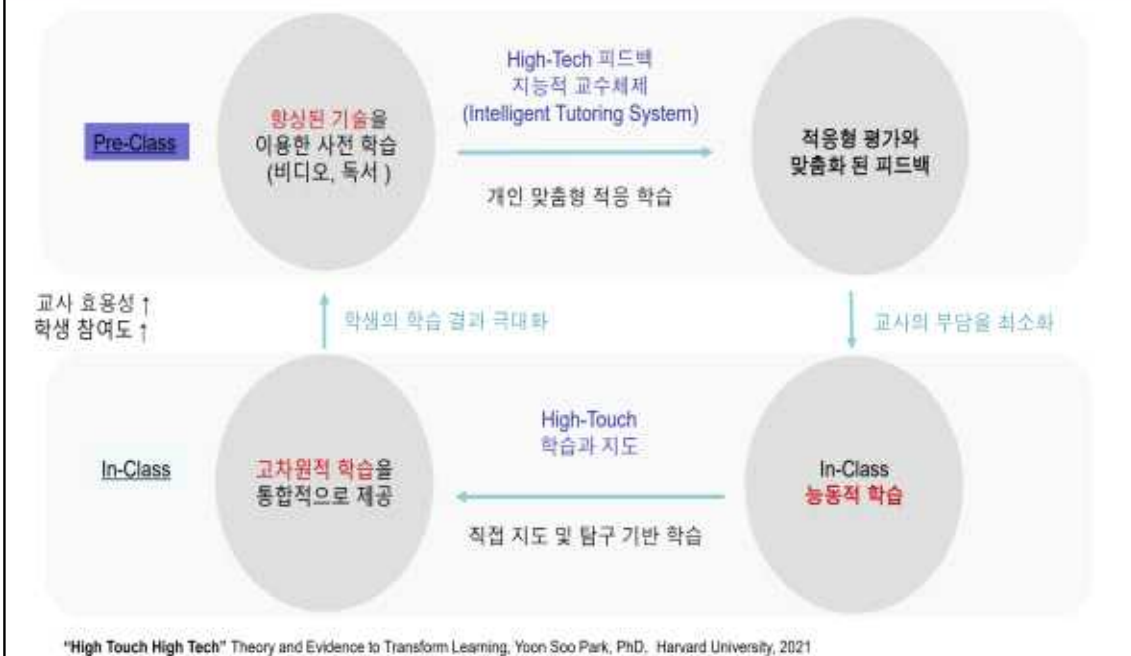 High-Tech 피드백
지능적 교수체제
(Intelligent Tutoring System)
Pre-Class
향상된 기술을
이용한 사전 학습
(비디오, 독서 )
적응형 평가와
맞춤화 된 피드백
개인 맞춤형 적응 학습
교사 효용성 ↑
학생 참여도 ↑
학생의 학습 결과 극대화
교사의 부담을 최소화
High-Touch
학습과 지도
In-Class
고차원적 학습을
통합적으로 제공
In-Class
능동적 학습
직접 지도 및 탐구 기반 학습
"High Touch High Tech" Theory and Evidence to Transform Learning, Yoon Soo Park, PhD, Harvard University, 2021